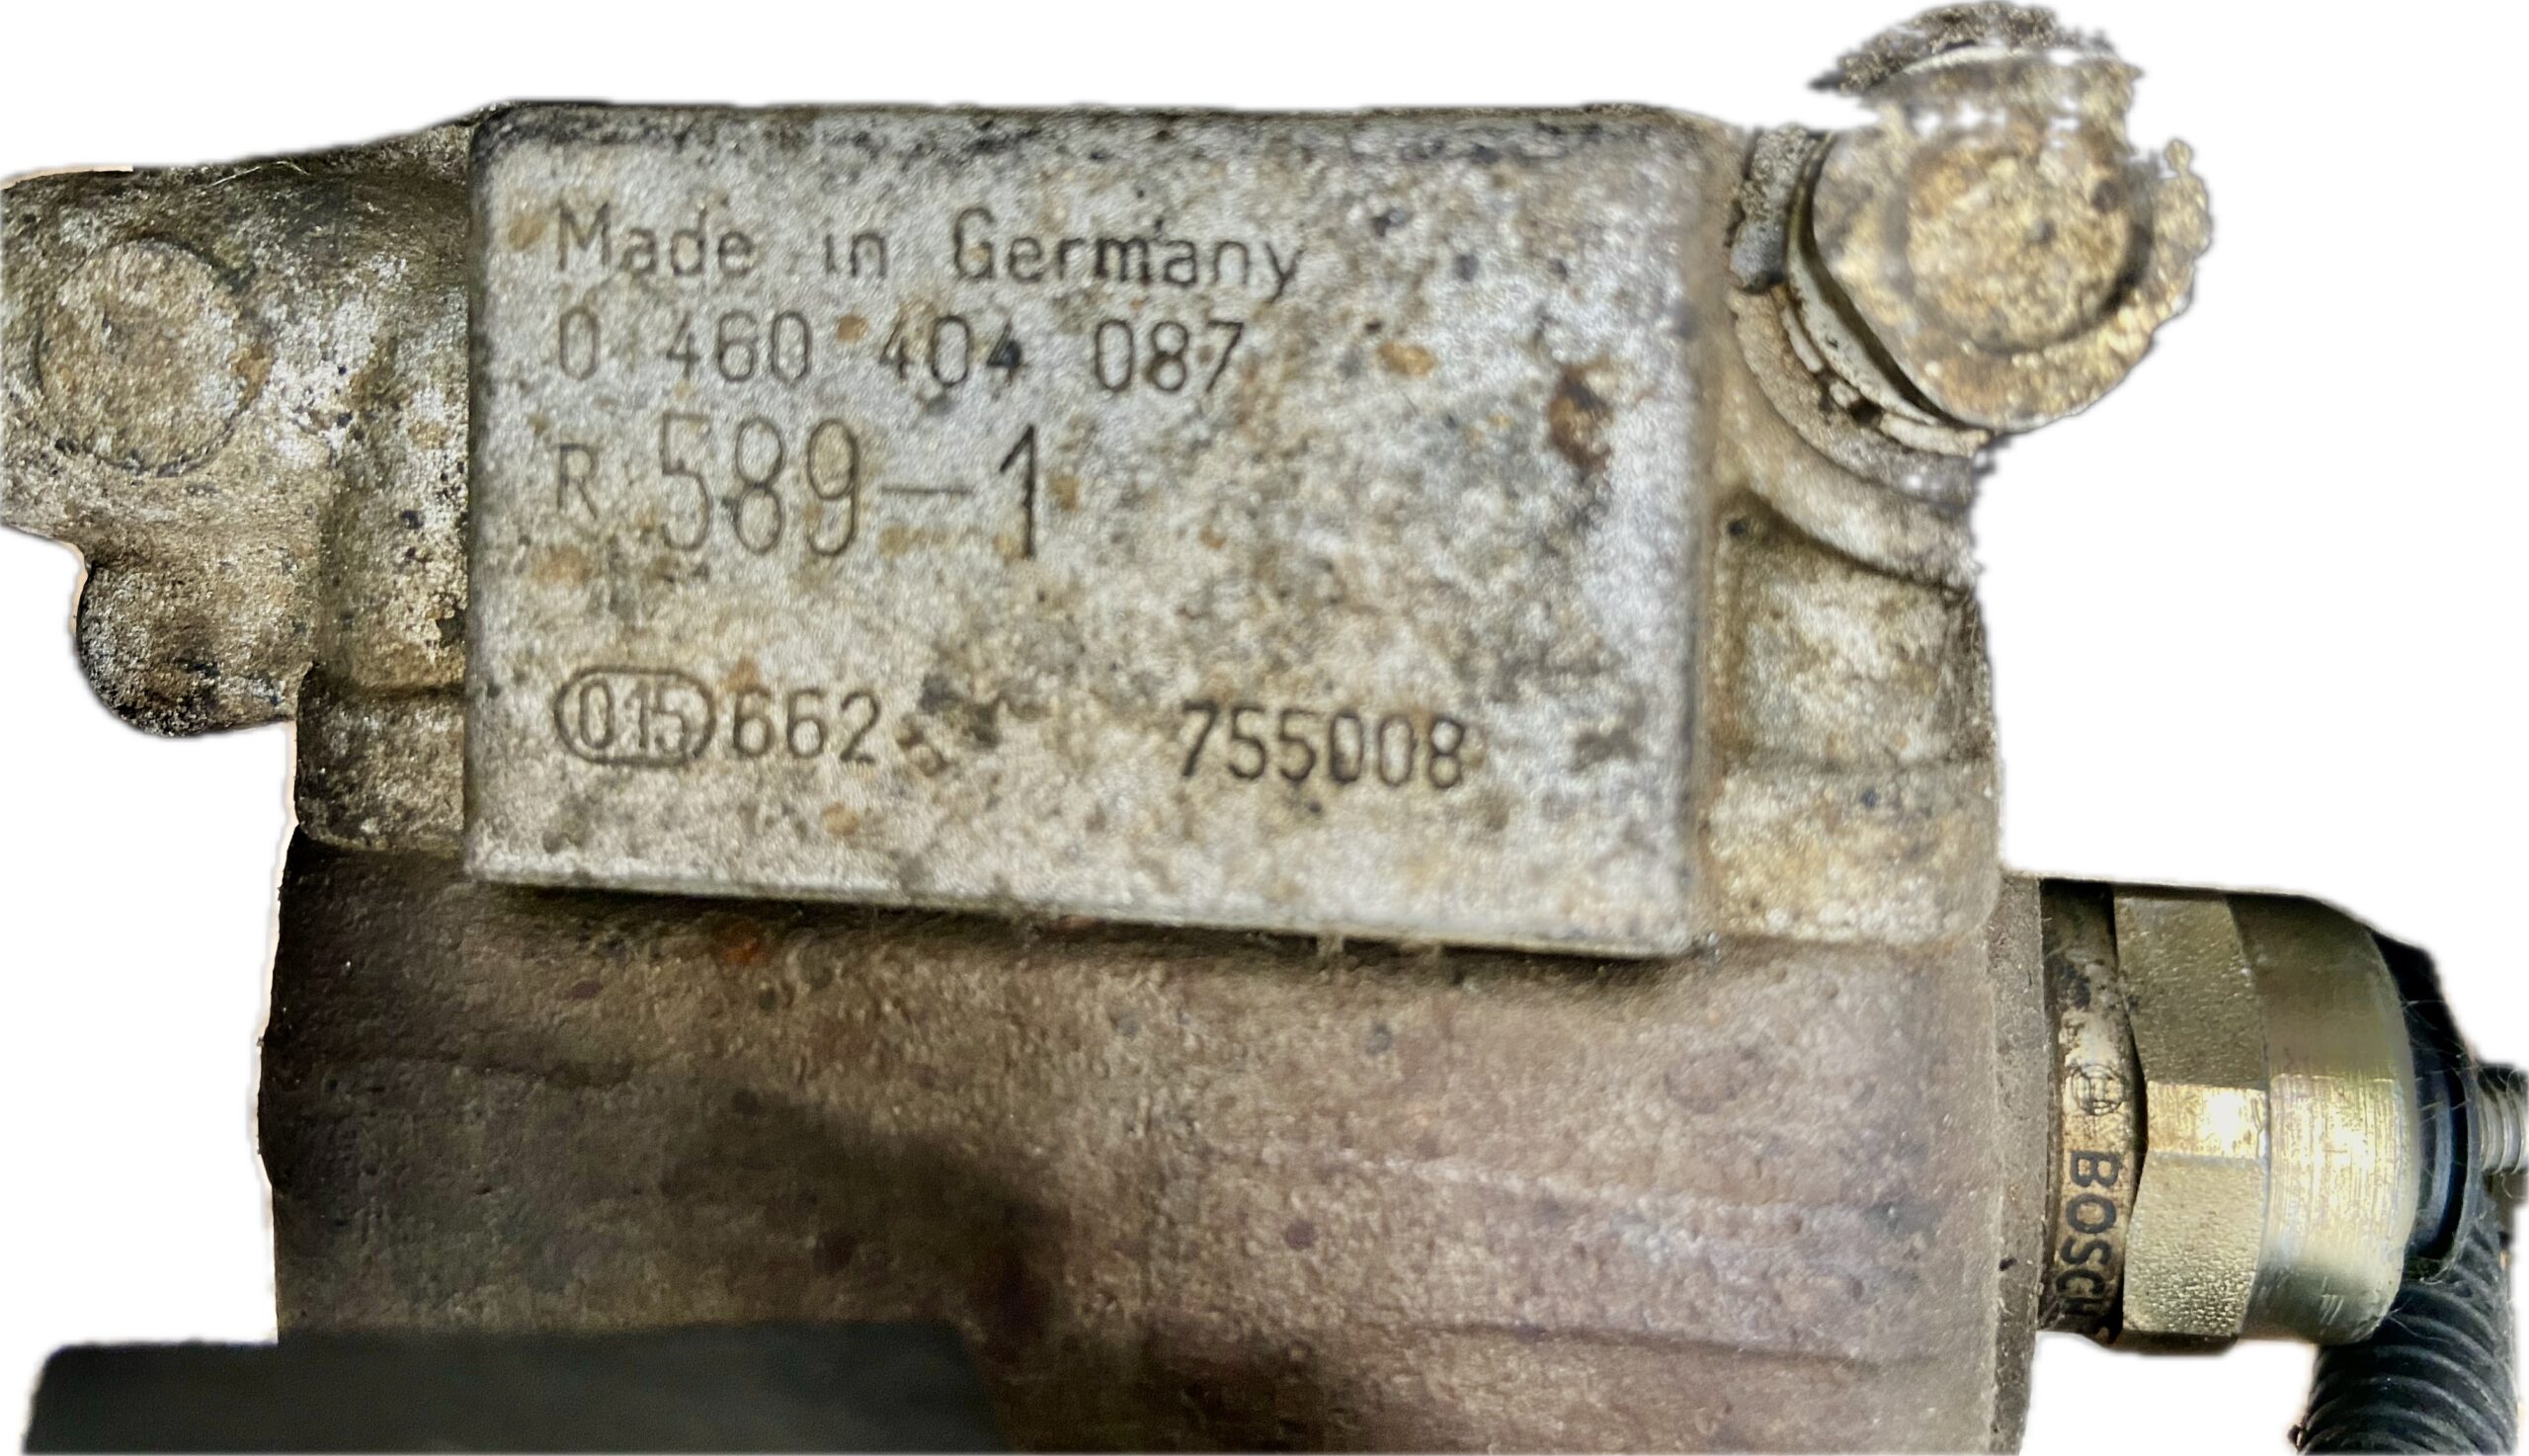 Made in Germany
0 460 404 087
R 589-1
015 662 755008
BOSCH